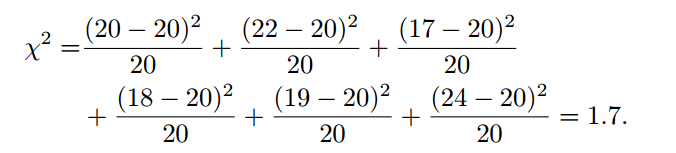 χ² = (20 − 20)²/20 + (22 − 20)²/20 + (17 − 20)²/20
+ (18 − 20)²/20 + (19 − 20)²/20 + (24 − 20)²/20 = 1.7.